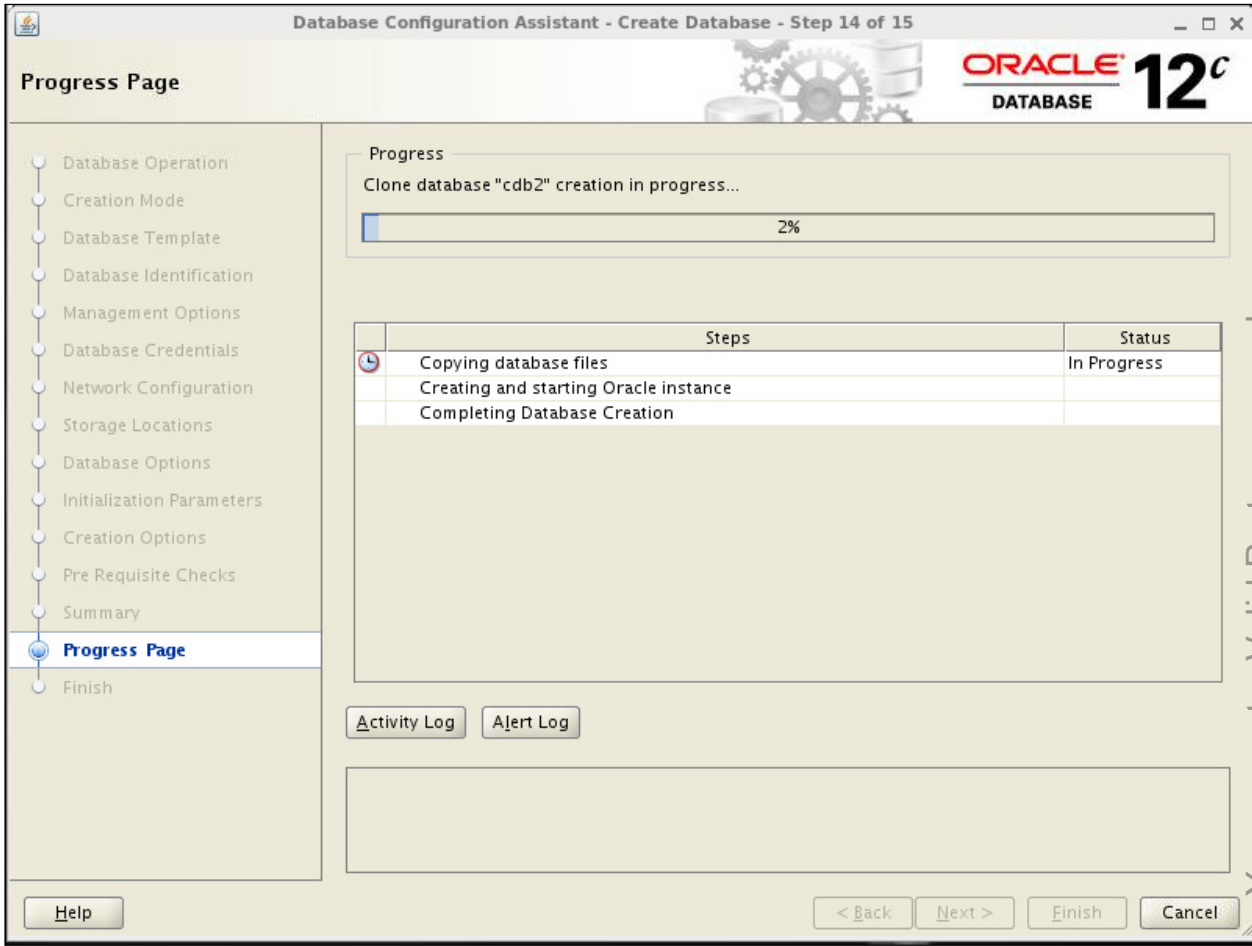 Database Configuration Assistant - Create Database - Step 14 of 15
Progress Page
ORACLE
DATABASE
12c
Database Operation
Creation Mode
Database Template
Database Identification
Management Options
Database Credentials
Network Configuration
Storage Locations
Database Options
Initialization Parameters
Creation Options
Pre Requisite Checks
Summary
Progress Page
Finish
Progress
Clone database "cdb2" creation in progress...
2%
Steps Status
Copying database files In Progress
Creating and starting Oracle instance
Completing Database Creation
Activity Log Alert Log
Help < Back Next > Finish Cancel